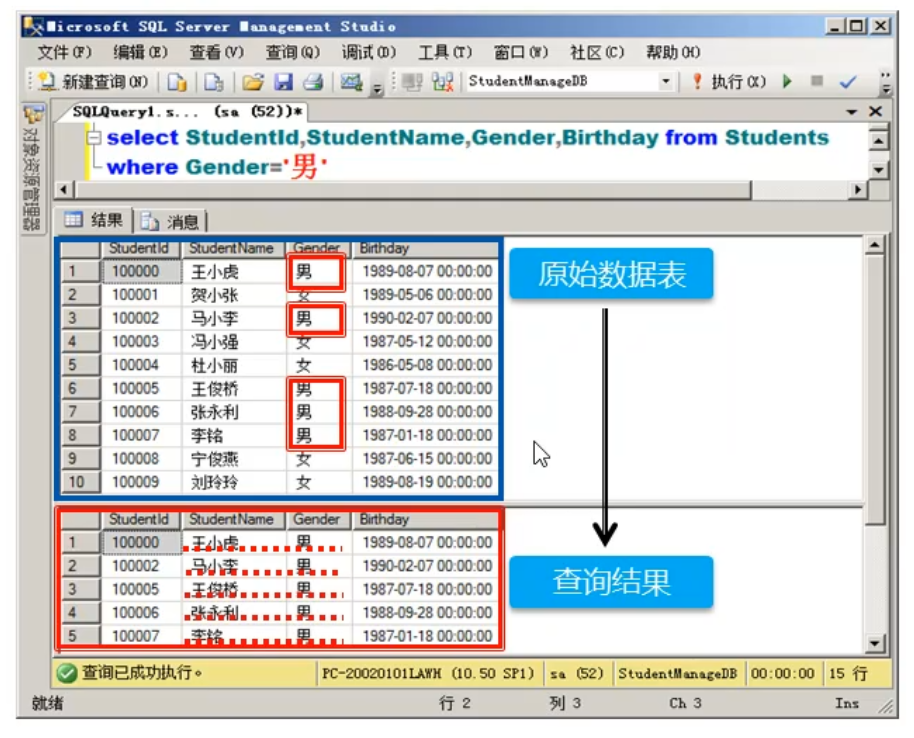 Microsoft SQL Server Management Studio
文件(F) 编辑(E) 查看(V) 查询(Q) 调试(D) 工具(T) 窗口(W) 社区(C) 帮助(H)
新建查询(N) StudentManageDB 执行(X)
SQLQuery1.s... (sa (52))*
对象资源管理器
select StudentId,StudentName,Gender,Birthday from Students
where Gender='男'
结果 消息
StudentId StudentName Gender Birthday
1 100000 王小虎 男 1989-08-07 00:00:00
2 100001 贺小张 女 1989-05-06 00:00:00
3 100002 马小李 男 1990-02-07 00:00:00
4 100003 冯小强 女 1987-05-12 00:00:00
5 100004 杜小丽 女 1986-05-08 00:00:00
6 100005 王俊桥 男 1987-07-18 00:00:00
7 100006 张永利 男 1988-09-28 00:00:00
8 100007 李铭 男 1987-01-18 00:00:00
9 100008 宁俊燕 女 1987-06-15 00:00:00
10 100009 刘玲玲 女 1989-08-19 00:00:00
原始数据表
StudentId StudentName Gender Birthday
1 100000 王小虎 男 1989-08-07 00:00:00
2 100002 马小李 男 1990-02-07 00:00:00
3 100005 王俊桥 男 1987-07-18 00:00:00
4 100006 张永利 男 1988-09-28 00:00:00
5 100007 李铭 男 1987-01-18 00:00:00
查询结果
查询已成功执行。 PC-20020101LAWH (10.50 SP1) sa (52) StudentManageDB 00:00:00 15 行
就绪 行 2 列 3 Ch 3 Ins